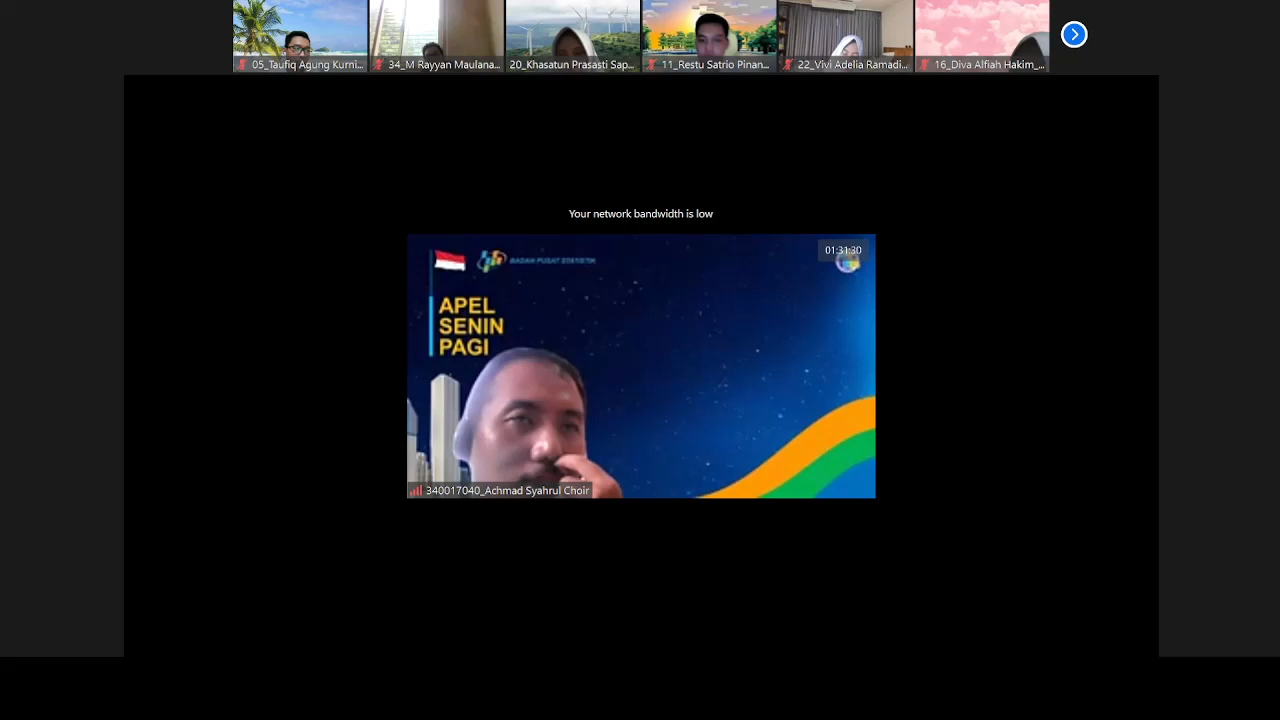 05_Taufiq Agung Kurni...
34_M Rayyan Maulana...
20_Khasatun Prasasti Sap...
11_Restu Satrio Pinan...
22_Vivi Adelia Ramadi...
16_Diva Alfiah Hakim_...
Your network bandwidth is low
01:31:30
BADAN PUSAT STATISTIK
APEL
SENIN
PAGI
340017040_Achmad Syahrul Choir